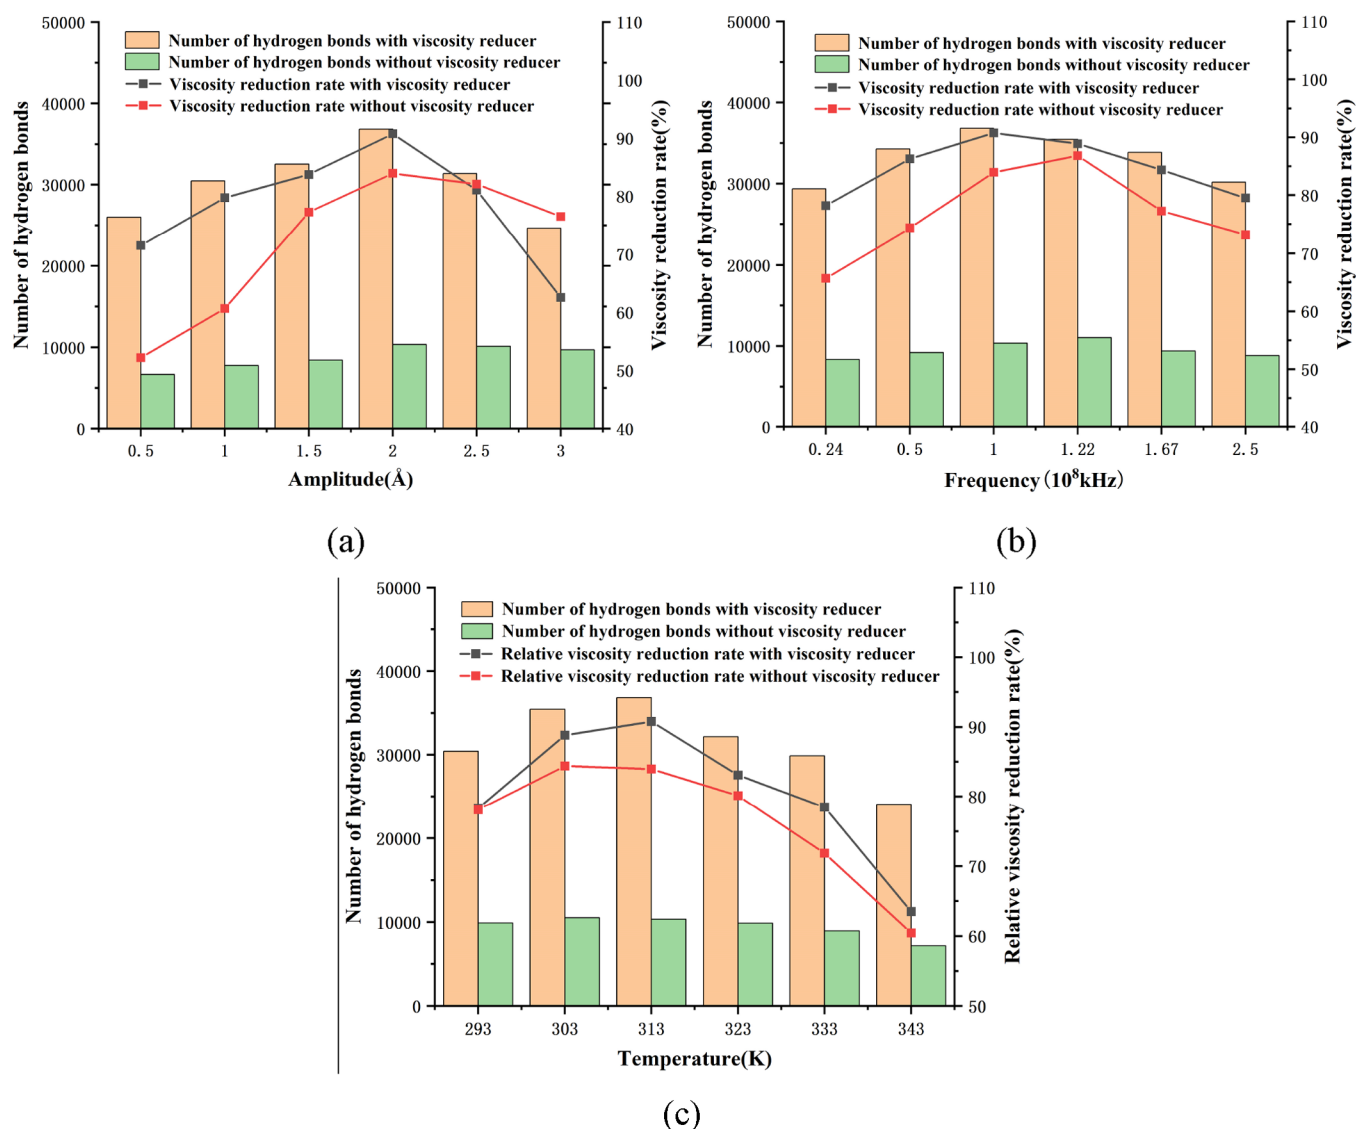 50000
40000
30000
20000
10000
0
Number of hydrogen bonds
Number of hydrogen bonds with viscosity reducer
Number of hydrogen bonds without viscosity reducer
Viscosity reduction rate with viscosity reducer
Viscosity reduction rate without viscosity reducer
110
100
90
80
70
60
50
40
Viscosity reduction rate(%)
0.5 1 1.5 2 2.5 3
Amplitude(Å)
(a)
50000
40000
30000
20000
10000
0
Number of hydrogen bonds
Number of hydrogen bonds with viscosity reducer
Number of hydrogen bonds without viscosity reducer
Viscosity reduction rate with viscosity reducer
Viscosity reduction rate without viscosity reducer
110
100
90
80
70
60
50
40
Viscosity reduction rate(%)
0.24 0.5 1 1.22 1.67 2.5
Frequency (10⁸kHz)
(b)
50000
40000
30000
20000
10000
0
Number of hydrogen bonds
Number of hydrogen bonds with viscosity reducer
Number of hydrogen bonds without viscosity reducer
Relative viscosity reduction rate with viscosity reducer
Relative viscosity reduction rate without viscosity reducer
110
100
90
80
70
60
50
Relative viscosity reduction rate(%)
293 303 313 323 333 343
Temperature(K)
(c)